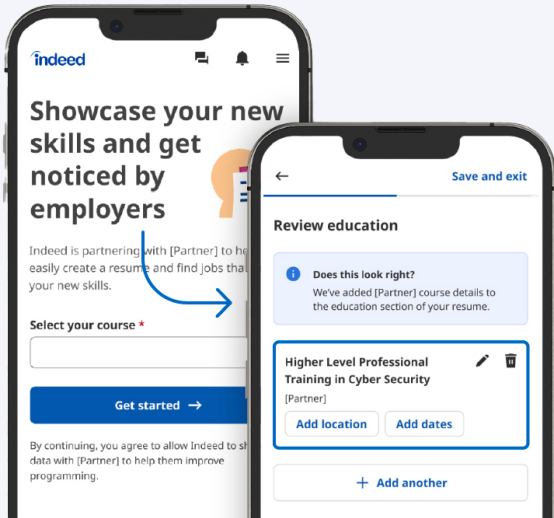 indeed
Showcase your new
skills and get
noticed by
employers
Indeed is partnering with [Partner] to
easily create a resume and find jobs
your new skills.
Select your course *
Get started →
By continuing, you agree to allow Indeed to
data with [Partner] to help them improve
programming.
←
Save and exit
Review education
Does this look right?
We've added [Partner] course details to
the education section of your resume.
Higher Level Professional
Training in Cyber Security
[Partner]
Add location
Add dates
+ Add another